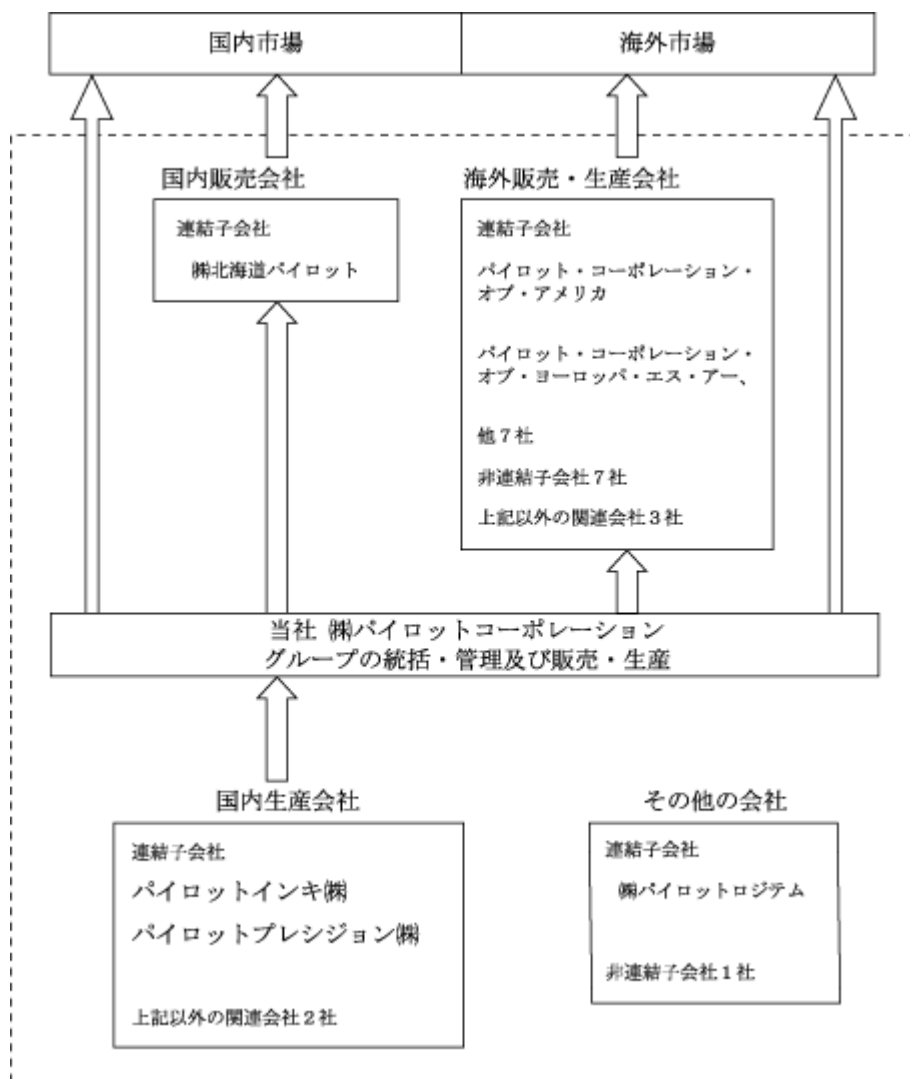 国内市場
海外市場
国内販売会社
連結子会社
㈱北海道パイロット
海外販売・生産会社
連結子会社
パイロット・コーポレーション・
オブ・アメリカ
パイロット・コーポレーション・
オブ・ヨーロッパ・エス・アー、
他７社
非連結子会社７社
上記以外の関連会社３社
当社 ㈱パイロットコーポレーション
グループの統括・管理及び販売・生産
国内生産会社
連結子会社
パイロットインキ㈱
パイロットプレシジョン㈱
上記以外の関連会社２社
その他の会社
連結子会社
㈱パイロットロジテム
非連結子会社１社